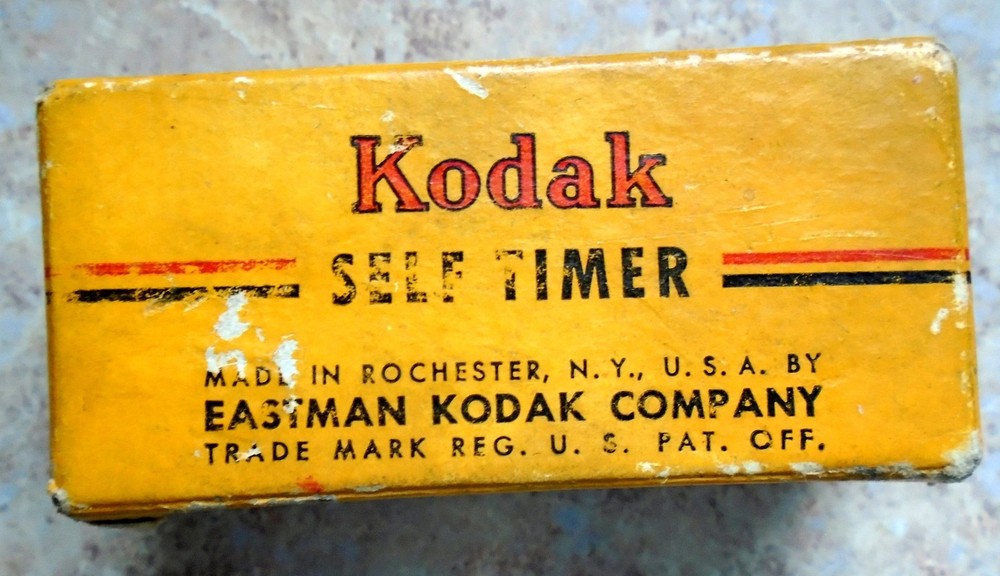 Kodak
SELF TIMER
MADE IN ROCHESTER, N. Y., U. S. A. BY
EASTMAN KODAK COMPANY
TRADE MARK REG. U. S. PAT. OFF.